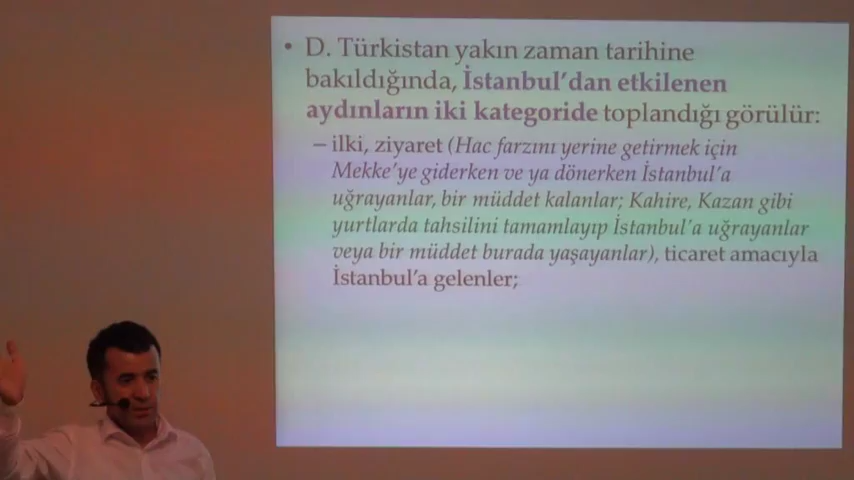 • D. Türkistan yakın zaman tarihine
bakıldığında, İstanbul'dan etkilenen
aydınların iki kategoride toplandığı görülür:
– ilki, ziyaret (Hac farzını yerine getirmek için
Mekke'ye giderken ve ya dönerken İstanbul'a
uğrayanlar, bir müddet kalanlar; Kahire, Kazan gibi
yurtlarda tahsilini tamamlayıp İstanbul'a uğrayanlar
veya bir müddet burada yaşayanlar), ticaret amacıyla
İstanbul'a gelenler;